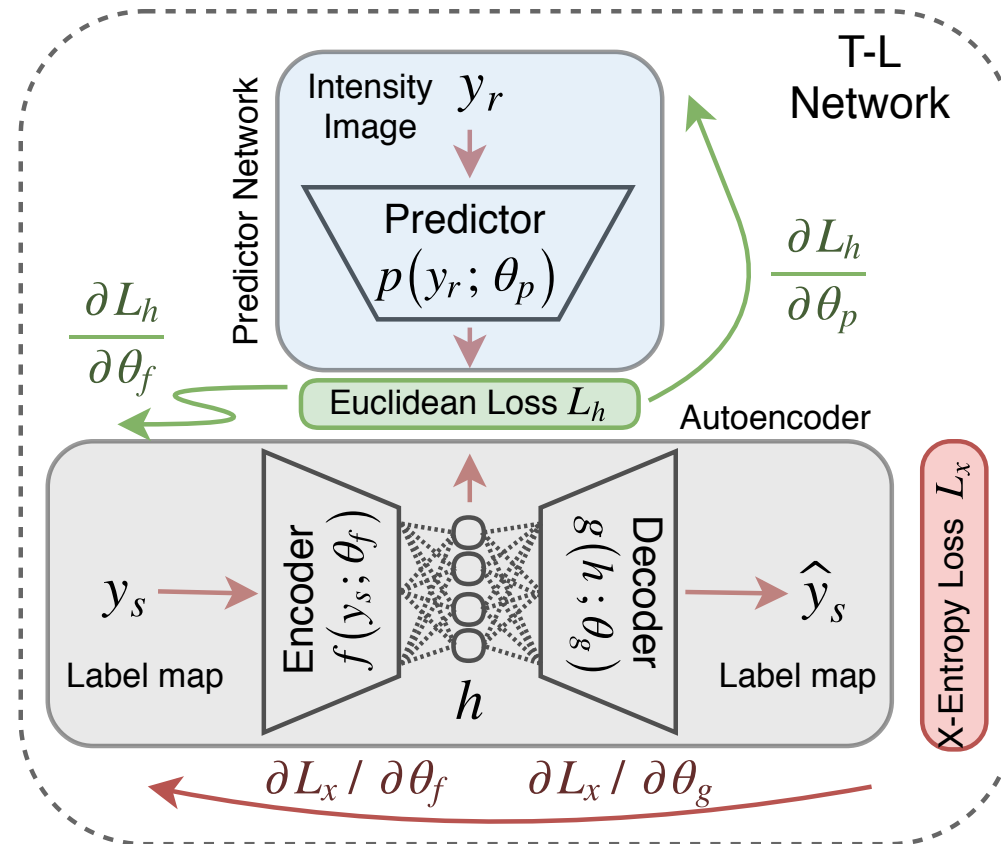 T-L
Network
Predictor Network
Intensity
Image
y_r
Predictor
p(y_r; θ_p)
∂L_h
∂θ_p
∂L_h
∂θ_f
Euclidean Loss L_h
Autoencoder
y_s
Label map
Encoder
f(y_s; θ_f)
h
Decoder
g(h; θ_g)
ŷ_s
Label map
X-Entropy Loss L_x
∂L_x / ∂θ_f
∂L_x / ∂θ_g